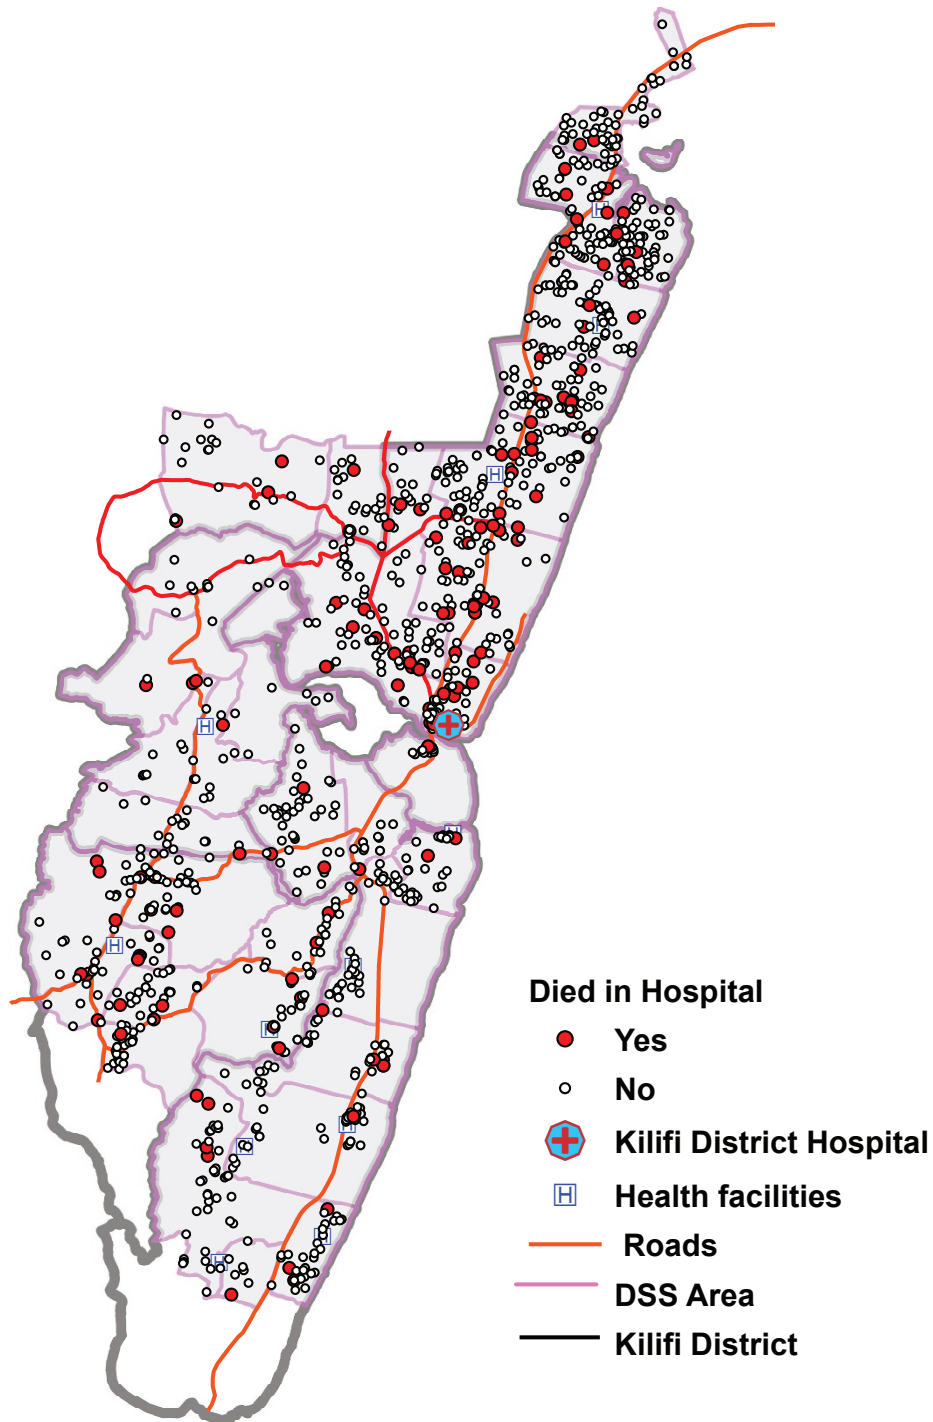 Died in Hospital
Yes
No
Kilifi District Hospital
H Health facilities
Roads
DSS Area
Kilifi District